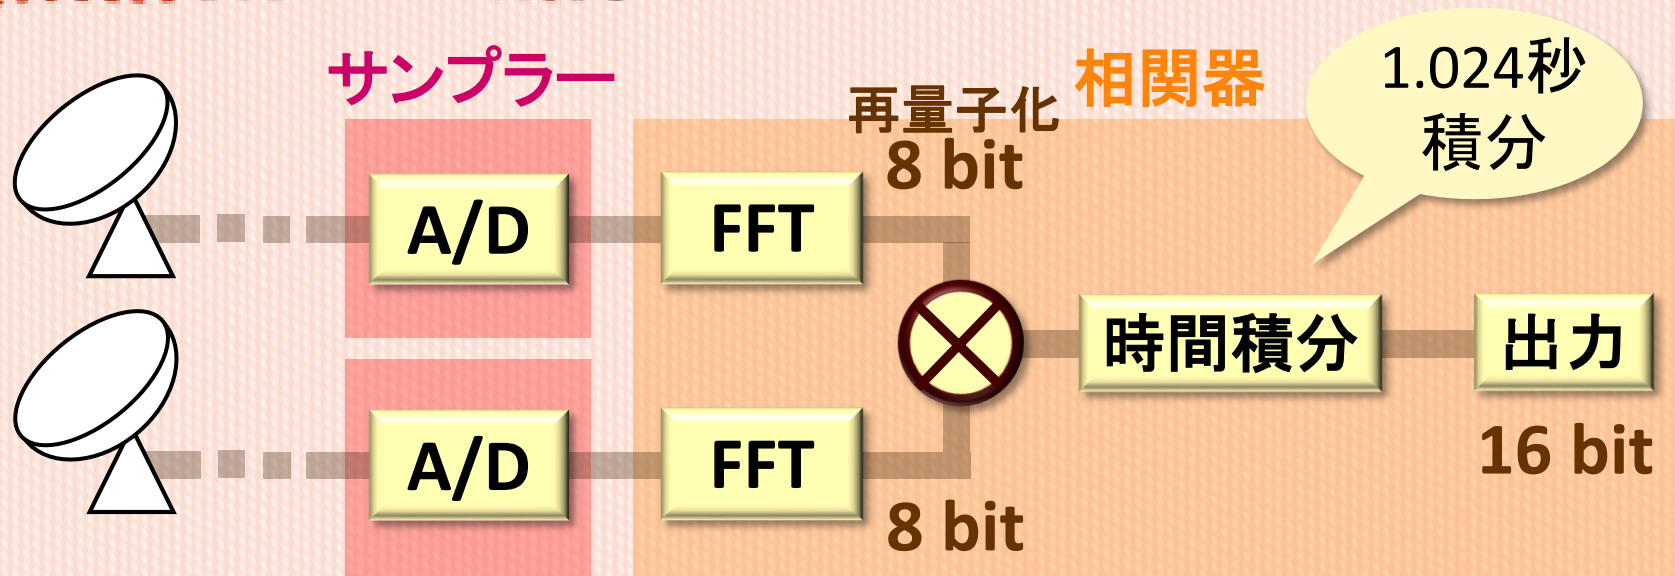 サンプラー
相関器
1.024秒
積分
再量子化
8 bit
A/D
FFT
時間積分
出力
16 bit
A/D
FFT
8 bit